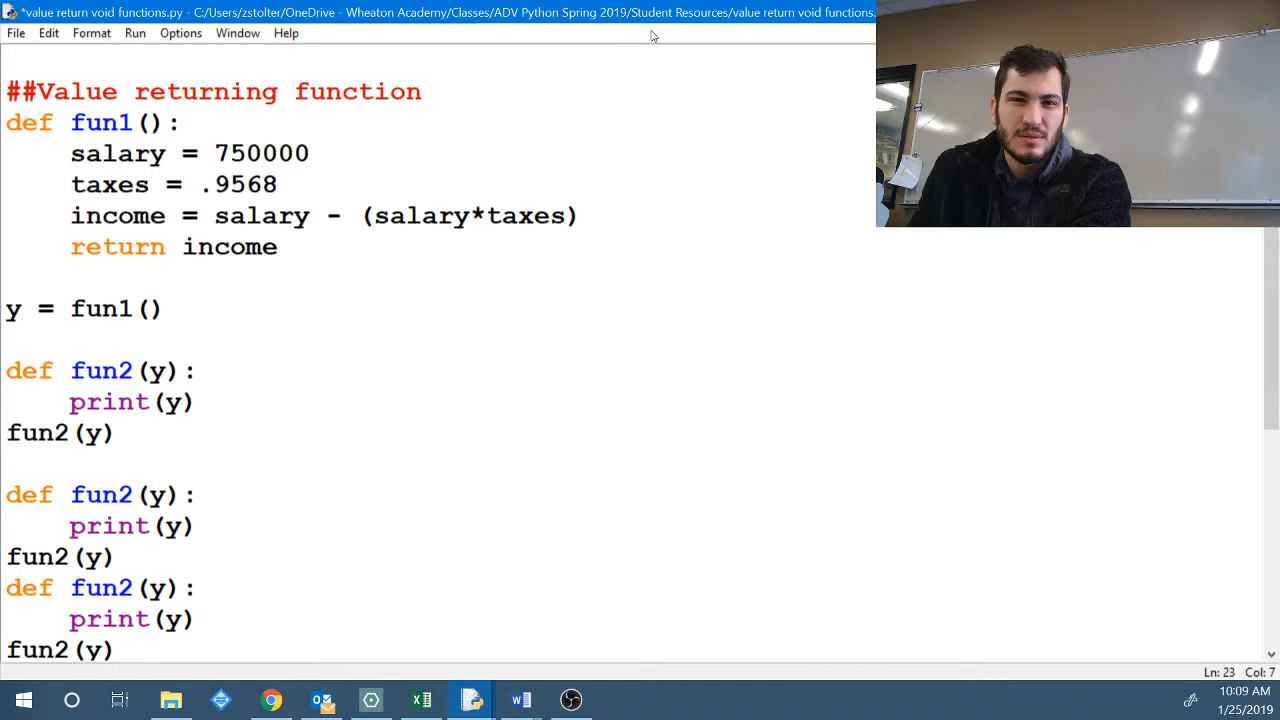 *value return void functions.py - C:/Users/zstolter/OneDrive - Wheaton Academy/Classes/ADV Python Spring 2019/Student Resources/value return void functions.
File Edit Format Run Options Window Help
##Value returning function
def fun1():
    salary = 750000
    taxes = .9568
    income = salary - (salary*taxes)
    return income
y = fun1()
def fun2(y):
    print(y)
fun2(y)
def fun2(y):
    print(y)
fun2(y)
def fun2(y):
    print(y)
fun2(y)
Ln: 23 Col: 7
10:09 AM
1/25/2019